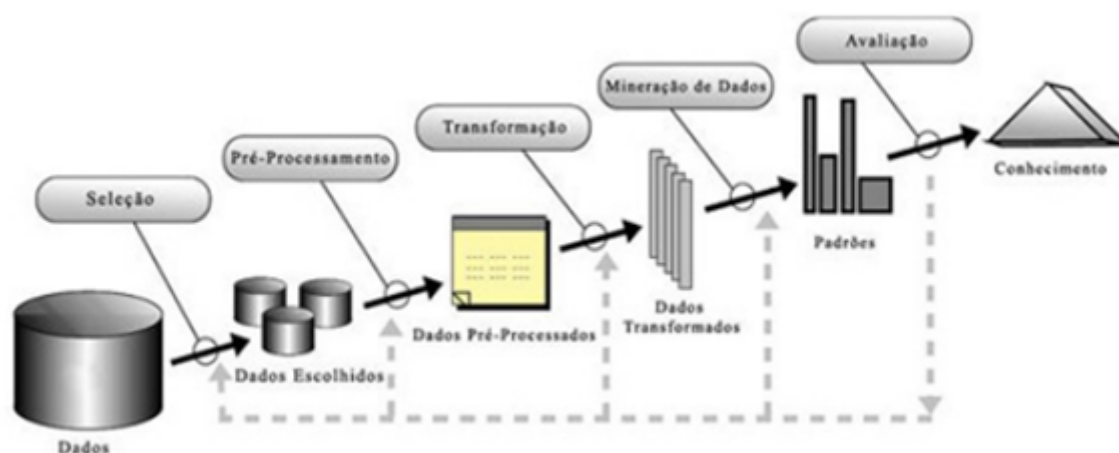 Avaliação
Mineração de Dados
Transformação
Pré-Processamento
Seleção
Conhecimento
Padrões
Dados
Transformados
Dados Pré-Processados
Dados Escolhidos
Dados